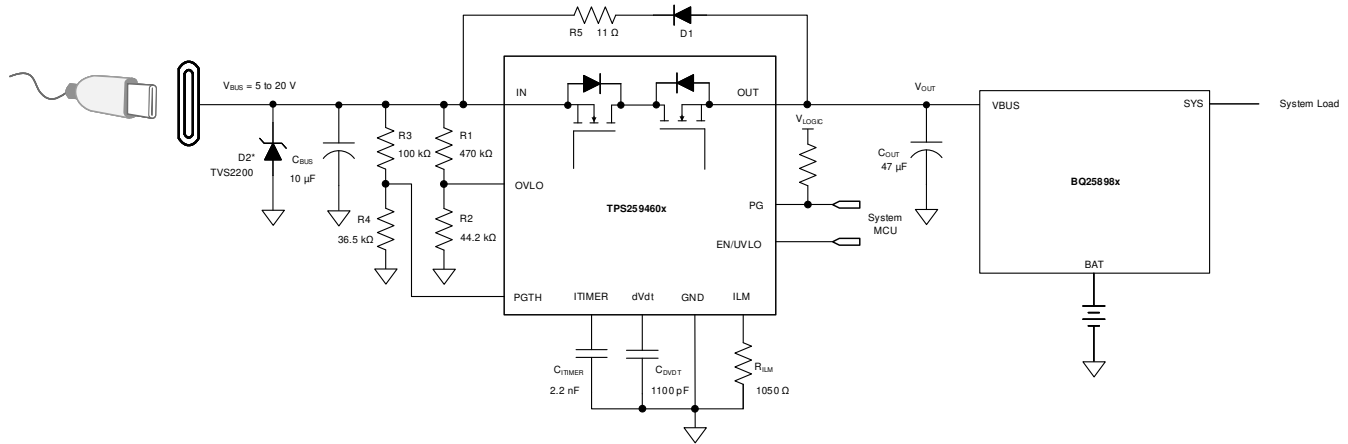 R5 11 Ω
D1
VBUS = 5 to 20 V
IN
OUT
VOUT
VBUS
SYS
System Load
VLOGIC
R3
100 kΩ
R1
470 kΩ
D2*
TVS2200
CBUS
10 µF
COUT
47 µF
OVLO
BQ25898x
TPS259460x
PG
R4
36.5 kΩ
R2
44.2 kΩ
System
MCU
EN/UVLO
BAT
PGTH
ITIMER
dVdt
GND
ILM
CITIMER
2.2 nF
CDVDT
1100 pF
RILM
1050 Ω